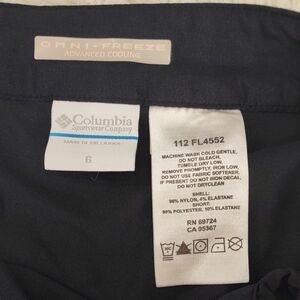 OMNI-FREEZE
ADVANCED COOLING
Columbia
Sportswear Company
6
112 FL4552
MACHINE WASH COLD GENTLE,
DO NOT BLEACH,
TUMBLE DRY LOW,
REMOVE PROMPTLY, IRON LOW,
DO NOT USE FABRIC SOFTENER,
IF PRESENT DO NOT IRON DECAL,
DO NOT DRYCLEAN
SHELL:
96% NYLON, 4% ELASTANE
SHORT:
90% POLYESTER, 10% ELASTANE
RN 69724
CA 05367